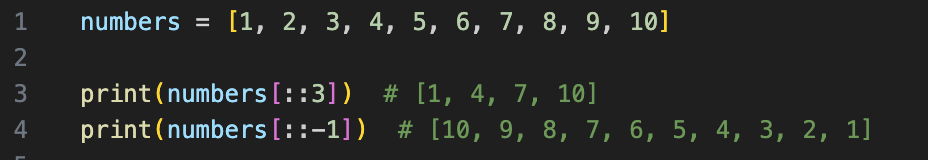 1 numbers = [1, 2, 3, 4, 5, 6, 7, 8, 9, 10]
2
3 print(numbers[::3])  # [1, 4, 7, 10]
4 print(numbers[::-1])  # [10, 9, 8, 7, 6, 5, 4, 3, 2, 1]